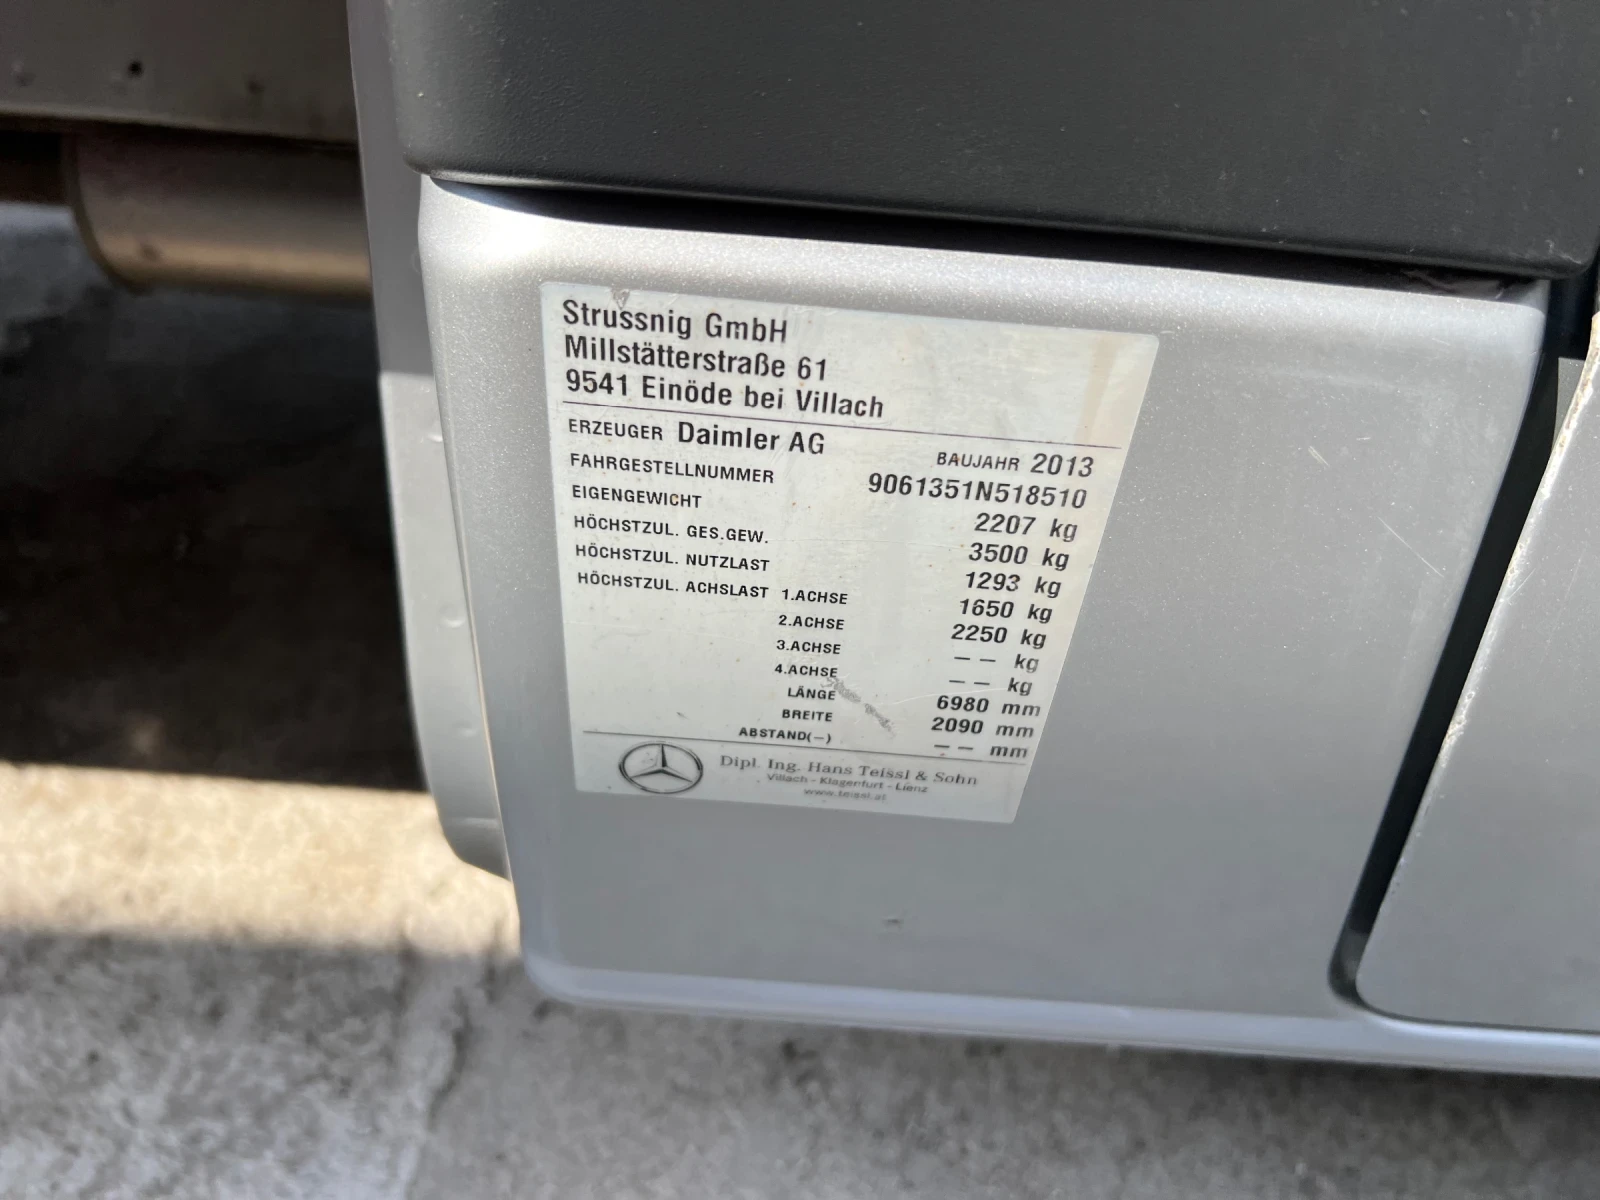 Strussnig GmbH
Millstätterstraße 61
9541 Einöde bei Villach
ERZEUGER Daimler AG BAUJAHR 2013
FAHRGESTELLNUMMER 9061351N518510
EIGENGEWICHT 2207 kg
HÖCHSTZUL. GES.GEW. 3500 kg
HÖCHSTZUL. NUTZLAST 1293 kg
HÖCHSTZUL. ACHSLAST 1.ACHSE 1650 kg
2.ACHSE 2250 kg
3.ACHSE -- kg
4.ACHSE -- kg
LÄNGE 6980 mm
BREITE 2090 mm
ABSTAND(-) -- mm
Dipl. Ing. Hans Teissl & Sohn
Villach - Klagenfurt - Lienz
www.teissl.at